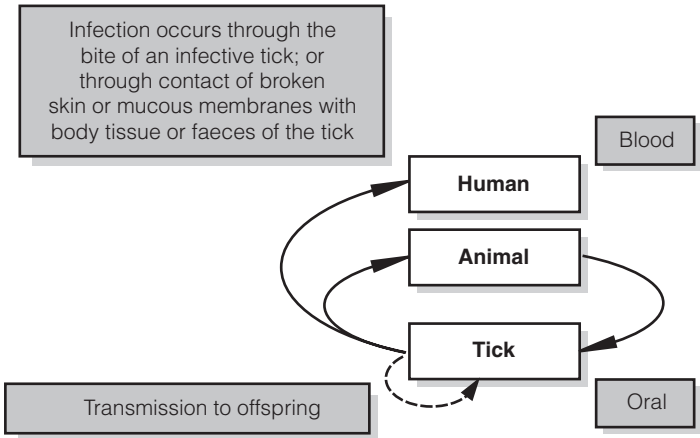 Infection occurs through the
bite of an infective tick; or
through contact of broken
skin or mucous membranes with
body tissue or faeces of the tick
Blood
Human
Animal
Tick
Transmission to offspring
Oral